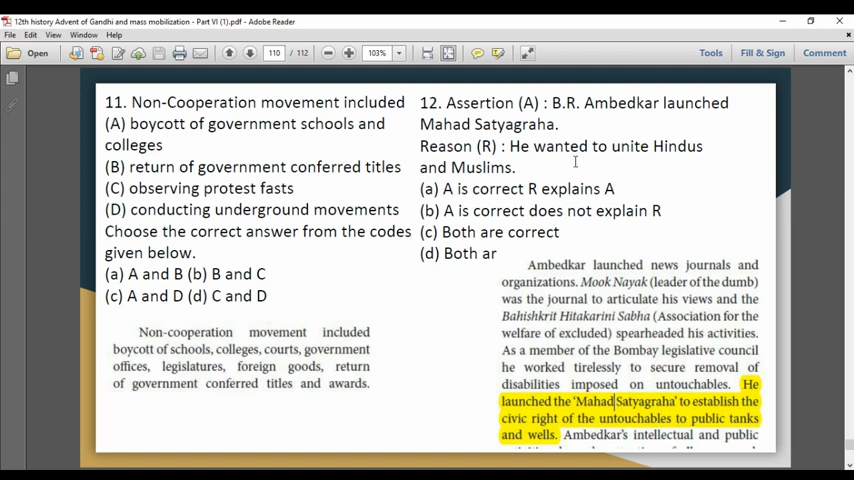 12th history Advent of Gandhi and mass mobilization - Part VI (1).pdf - Adobe Reader
File Edit View Window Help
Open 110 / 112 103% Tools Fill & Sign Comment
11. Non-Cooperation movement included
(A) boycott of government schools and
colleges
(B) return of government conferred titles
(C) observing protest fasts
(D) conducting underground movements
Choose the correct answer from the codes
given below.
(a) A and B (b) B and C
(c) A and D (d) C and D
Non-cooperation movement included
boycott of schools, colleges, courts, government
offices, legislatures, foreign goods, return
of government conferred titles and awards.
12. Assertion (A) : B.R. Ambedkar launched
Mahad Satyagraha.
Reason (R) : He wanted to unite Hindus
and Muslims.
(a) A is correct R explains A
(b) A is correct does not explain R
(c) Both are correct
(d) Both ar
Ambedkar launched news journals and
organizations. Mook Nayak (leader of the dumb)
was the journal to articulate his views and the
Bahishkrit Hitakarini Sabha (Association for the
welfare of excluded) spearheaded his activities.
As a member of the Bombay legislative council
he worked tirelessly to secure removal of
disabilities imposed on untouchables. He
launched the ‘Mahad Satyagraha’ to establish the
civic right of the untouchables to public tanks
and wells. Ambedkar’s intellectual and public